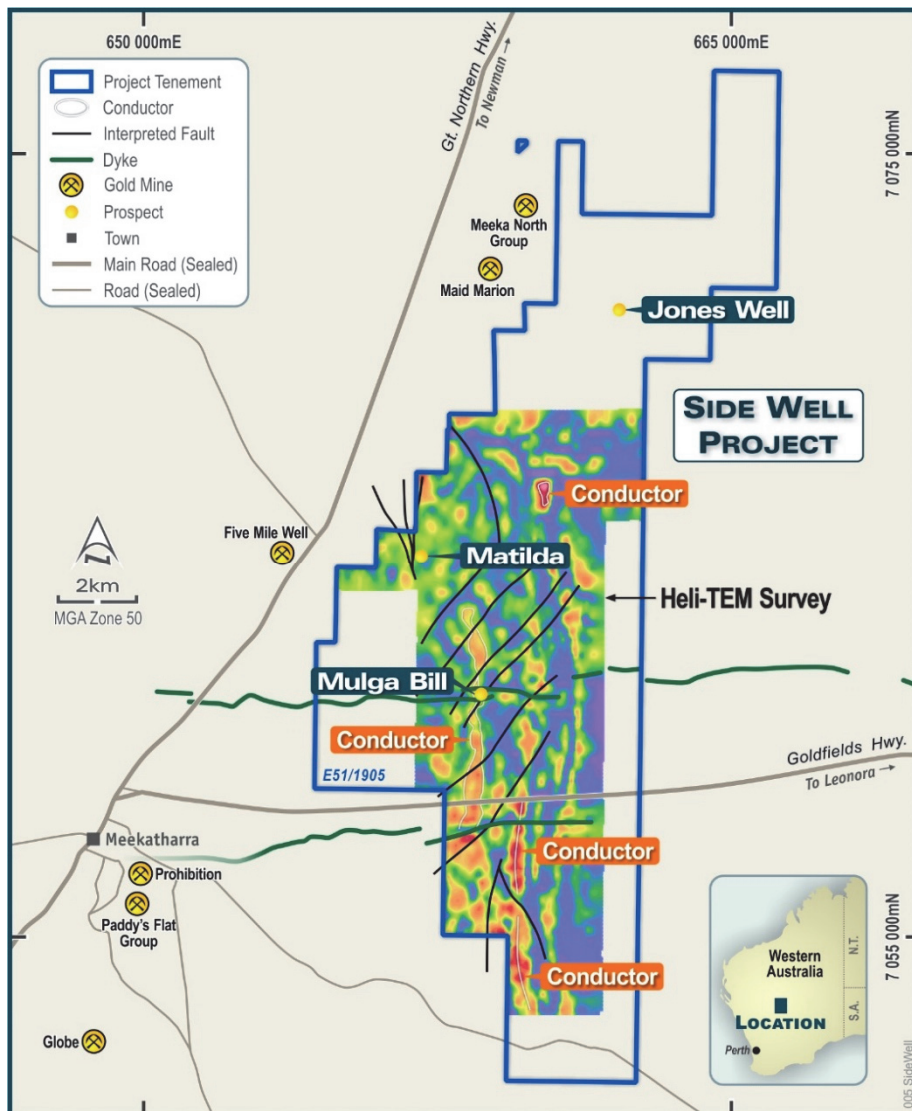 650 000mE
665 000mE
Project Tenement
Conductor
Interpreted Fault
Dyke
Gold Mine
Prospect
Town
Main Road (Sealed)
Road (Sealed)
Gt. Northern Hwy.
To Newman
7 075 000mN
Meeka North
Group
Maid Marion
Jones Well
SIDE WELL
PROJECT
Conductor
Five Mile Well
Matilda
N
2km
MGA Zone 50
Heli-TEM Survey
Mulga Bill
Conductor
E51/1905
Goldfields Hwy.
To Leonora
Meekatharra
Prohibition
Paddy's Flat
Group
Conductor
Conductor
7 055 000mN
Globe
Western
Australia
N.T.
S.A.
LOCATION
Perth
005 SideWell